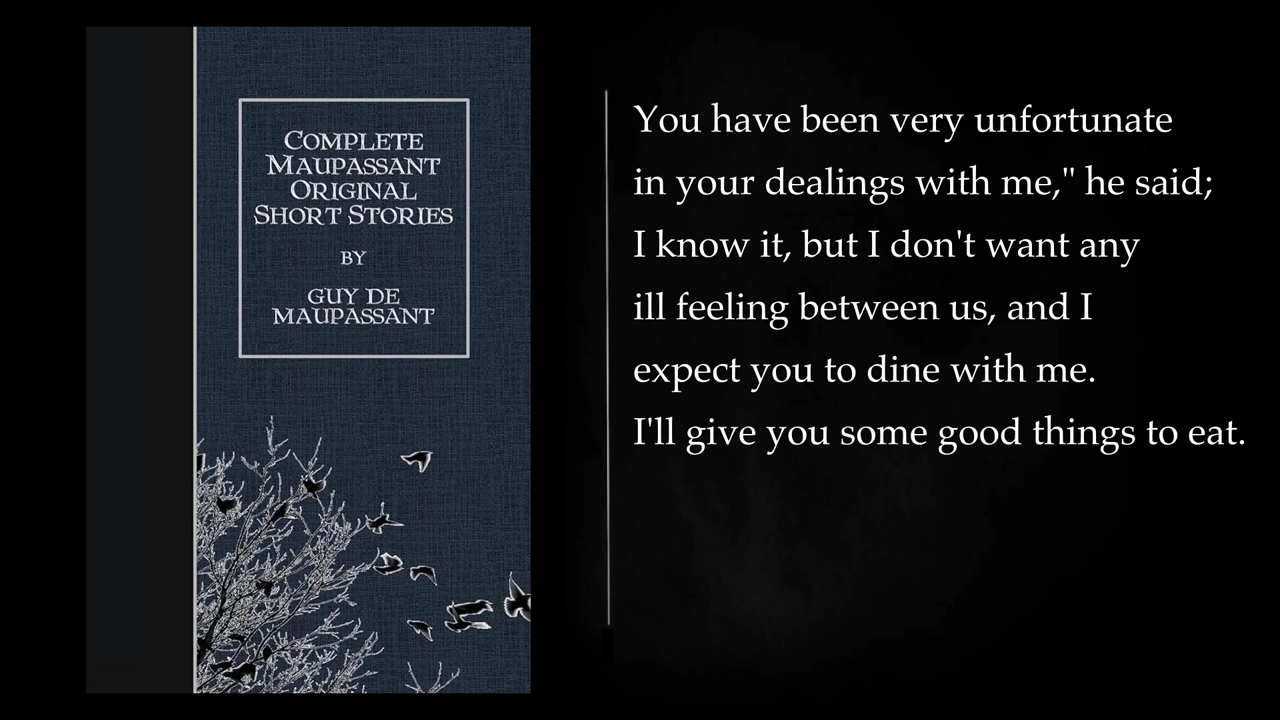 COMPLETE
MAUPASSANT
ORIGINAL
SHORT STORIES
BY
GUY DE
MAUPASSANT
You have been very unfortunate
in your dealings with me," he said;
I know it, but I don't want any
ill feeling between us, and I
expect you to dine with me.
I'll give you some good things to eat.